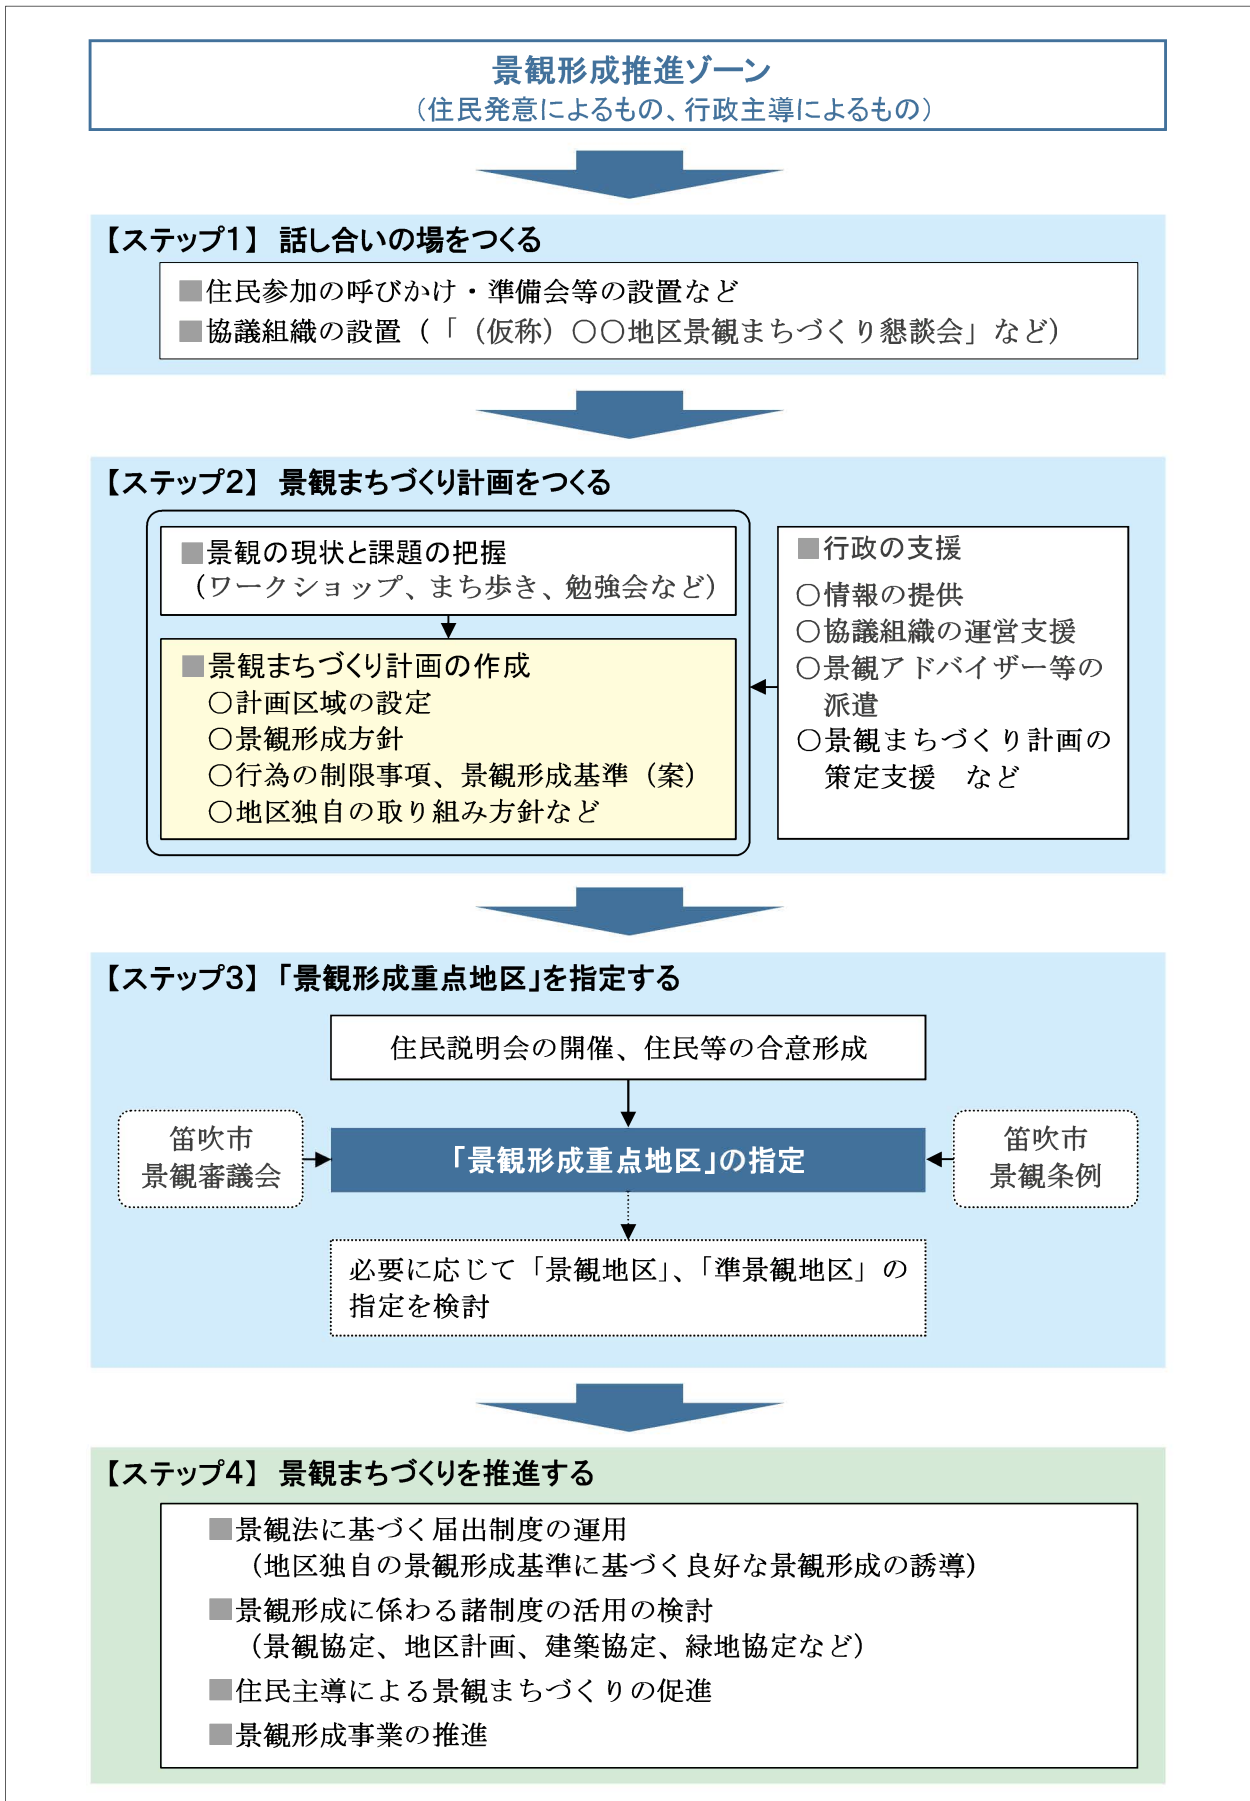 景観形成推進ゾーン
（住民発意によるもの、行政主導によるもの）
【ステップ1】 話し合いの場をつくる
■住民参加の呼びかけ・準備会等の設置など
■協議組織の設置（「（仮称）〇〇地区景観まちづくり懇談会」など）
【ステップ2】 景観まちづくり計画をつくる
■景観の現状と課題の把握
（ワークショップ、まち歩き、勉強会など）
■景観まちづくり計画の作成
〇計画区域の設定
〇景観形成方針
〇行為の制限事項、景観形成基準（案）
〇地区独自の取り組み方針など
■行政の支援
〇情報の提供
〇協議組織の運営支援
〇景観アドバイザー等の
派遣
〇景観まちづくり計画の
策定支援　など
【ステップ3】「景観形成重点地区」を指定する
住民説明会の開催、住民等の合意形成
笛吹市
景観審議会
「景観形成重点地区」の指定
笛吹市
景観条例
必要に応じて「景観地区」、「準景観地区」の
指定を検討
【ステップ4】 景観まちづくりを推進する
■景観法に基づく届出制度の運用
（地区独自の景観形成基準に基づく良好な景観形成の誘導）
■景観形成に係わる諸制度の活用の検討
（景観協定、地区計画、建築協定、緑地協定など）
■住民主導による景観まちづくりの促進
■景観形成事業の推進